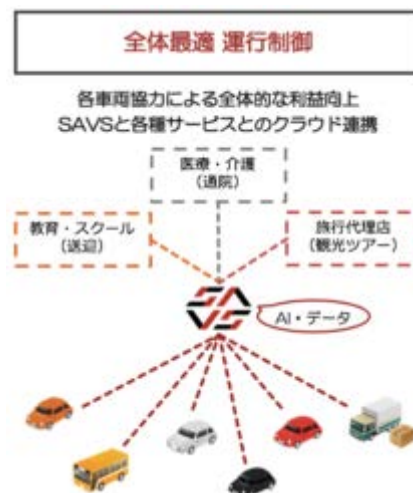 全体最適 運行制御
各車両協力による全体的な利益向上
SAVSと各種サービスとのクラウド連携
医療・介護
（通院）
教育・スクール
（送迎）
旅行代理店
（観光ツアー）
SAVS
AI・データ